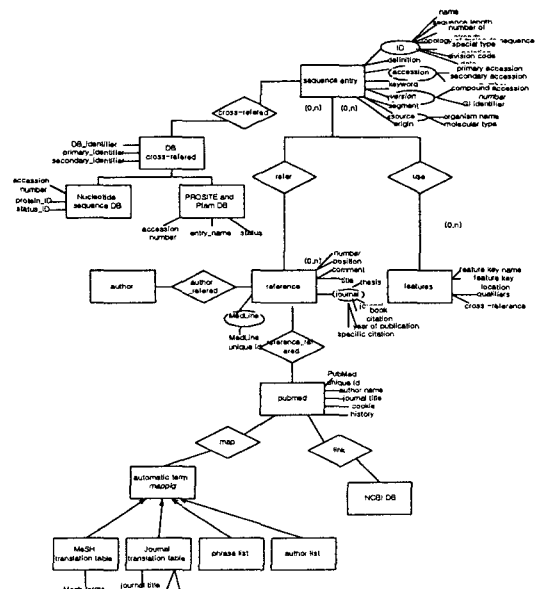 name
sequence length
number of
sequence
special type
ID
division code
definition
sequence entry
accession
primary accession
secondary accession
keyword
compound accession
version
number
segment
GI identifier
source
organism name
origin
molecular type
cross-refered
(0,n)
(0,n)
DB_Identifier
primary_identifier
secondary_identifier
DB
cross-refered
refer
use
accession
number
protein_ID
status_ID
Nucleotide
sequence DB
PROSITE and
Pfam DB
accession
number
entry_name
status
(0,n)
(0,n)
author
author
_refered
reference
number
position
comment
title
thesis
journal
book
citation
year of publication
specific citation
features
feature key name
feature key
location
qualifiers
cross-reference
MedLine
MedLine
unique id
reference_ref
ered
pubmed
PubMed
unique id
author name
journal title
cookie
history
map
link
automatic term
mappig
NCBI DB
MeSH
translation table
Journal
translation table
phrase list
author list
journal title